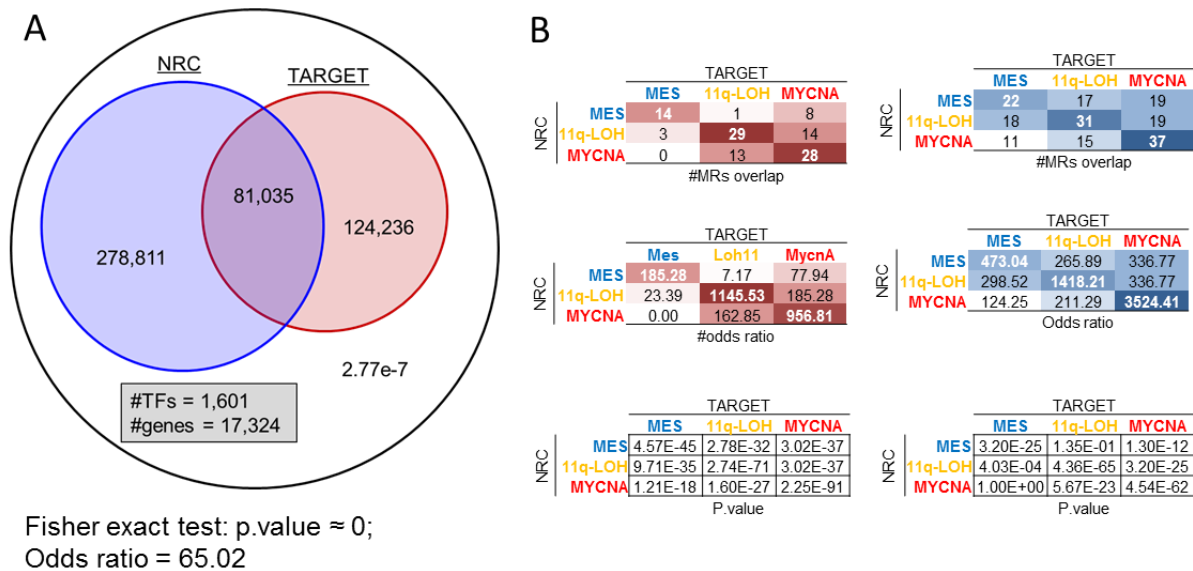 A
NRC
TARGET
278,811
81,035
124,236
2.77e-7
#TFs = 1,601
#genes = 17,324
Fisher exact test: p.value ≈ 0;
Odds ratio = 65.02
B
TARGET
MES 11q-LOH MYCNA
NRC
MES 14 1 8
11q-LOH 3 29 14
MYCNA 0 13 28
#MRs overlap
TARGET
MES 11q-LOH MYCNA
NRC
MES 22 17 19
11q-LOH 18 31 19
MYCNA 11 15 37
#MRs overlap
TARGET
Mes Loh11 MycnA
NRC
MES 185.28 7.17 77.94
11q-LOH 23.39 1145.53 185.28
MYCNA 0.00 162.85 956.81
#odds ratio
TARGET
MES 11q-LOH MYCNA
NRC
MES 473.04 265.89 336.77
11q-LOH 298.52 1418.21 336.77
MYCNA 124.25 211.29 3524.41
Odds ratio
TARGET
MES 11q-LOH MYCNA
NRC
MES 4.57E-45 2.78E-32 3.02E-37
11q-LOH 9.71E-35 2.74E-71 3.02E-37
MYCNA 1.21E-18 1.60E-27 2.25E-91
P.value
TARGET
MES 11q-LOH MYCNA
NRC
MES 3.20E-25 1.35E-01 1.30E-12
11q-LOH 4.03E-04 4.36E-65 3.20E-25
MYCNA 1.00E+00 5.67E-23 4.54E-62
P.value